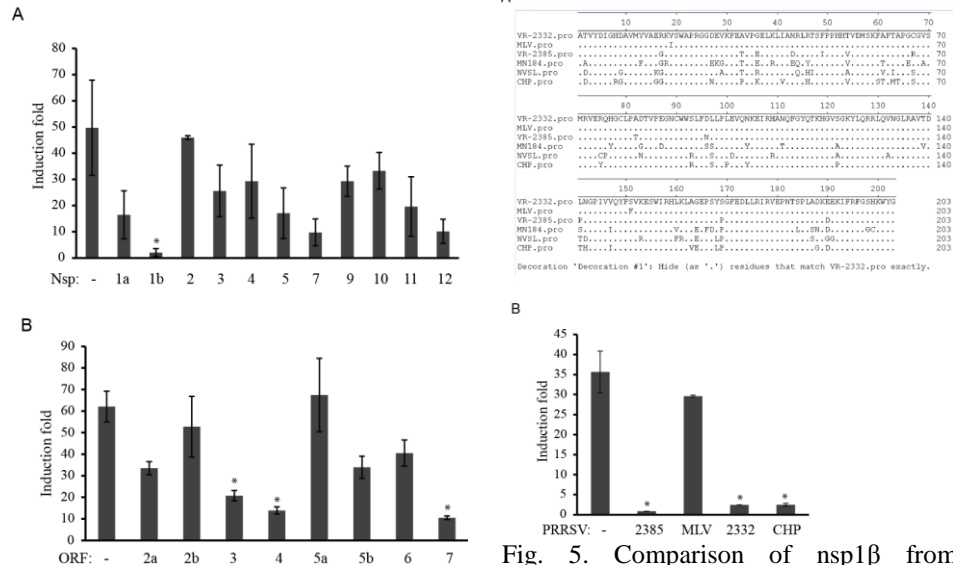 A
80
70
60
50
40
30
20
10
0
Induction fold
*
Nsp: - 1a 1b 2 3 4 5 7 9 10 11 12
B
90
80
70
60
50
40
30
20
10
0
Induction fold
* * *
ORF: - 2a 2b 3 4 5a 5b 6 7
10 20 30 40 50 60 70
VR-2332.pro ATVYDIGHDAVMYVAERKVSWAPRGGDEVKFEAVPGELKLIANRLRTSFPPHHTVDMSKFAFTAPGCGVS 70
MLV.pro 70
VR-2385.pro 70
MN184.pro 70
NVSL.pro 70
CHP.pro 70
80 90 100 110 120 130 140
VR-2332.pro MRVERQHGCLPADTVPEGNCWWSLFDLLPLEVQNKEIRHANQFGYQTKHGVSGKYLQRRLQVNGLRAVTD 140
MLV.pro 140
VR-2385.pro 140
MN184.pro 140
NVSL.pro 140
CHP.pro 140
150 160 170 180 190 200
VR-2332.pro LNGPIVVQYFSVKESWIRHLKLAGEPSYSGFEDLLRIRVEPNTSPLADKEEKIFRFGSHKWYG 203
MLV.pro 203
VR-2385.pro 203
MN184.pro 203
NVSL.pro 203
CHP.pro 203
Decoration 'Decoration #1': Hide (as '.') residues that match VR-2332.pro exactly.
B
40
35
30
25
20
15
10
5
0
Induction fold
* * *
PRRSV: - 2385 MLV 2332 CHP
Fig. 5. Comparison of nsp1β from